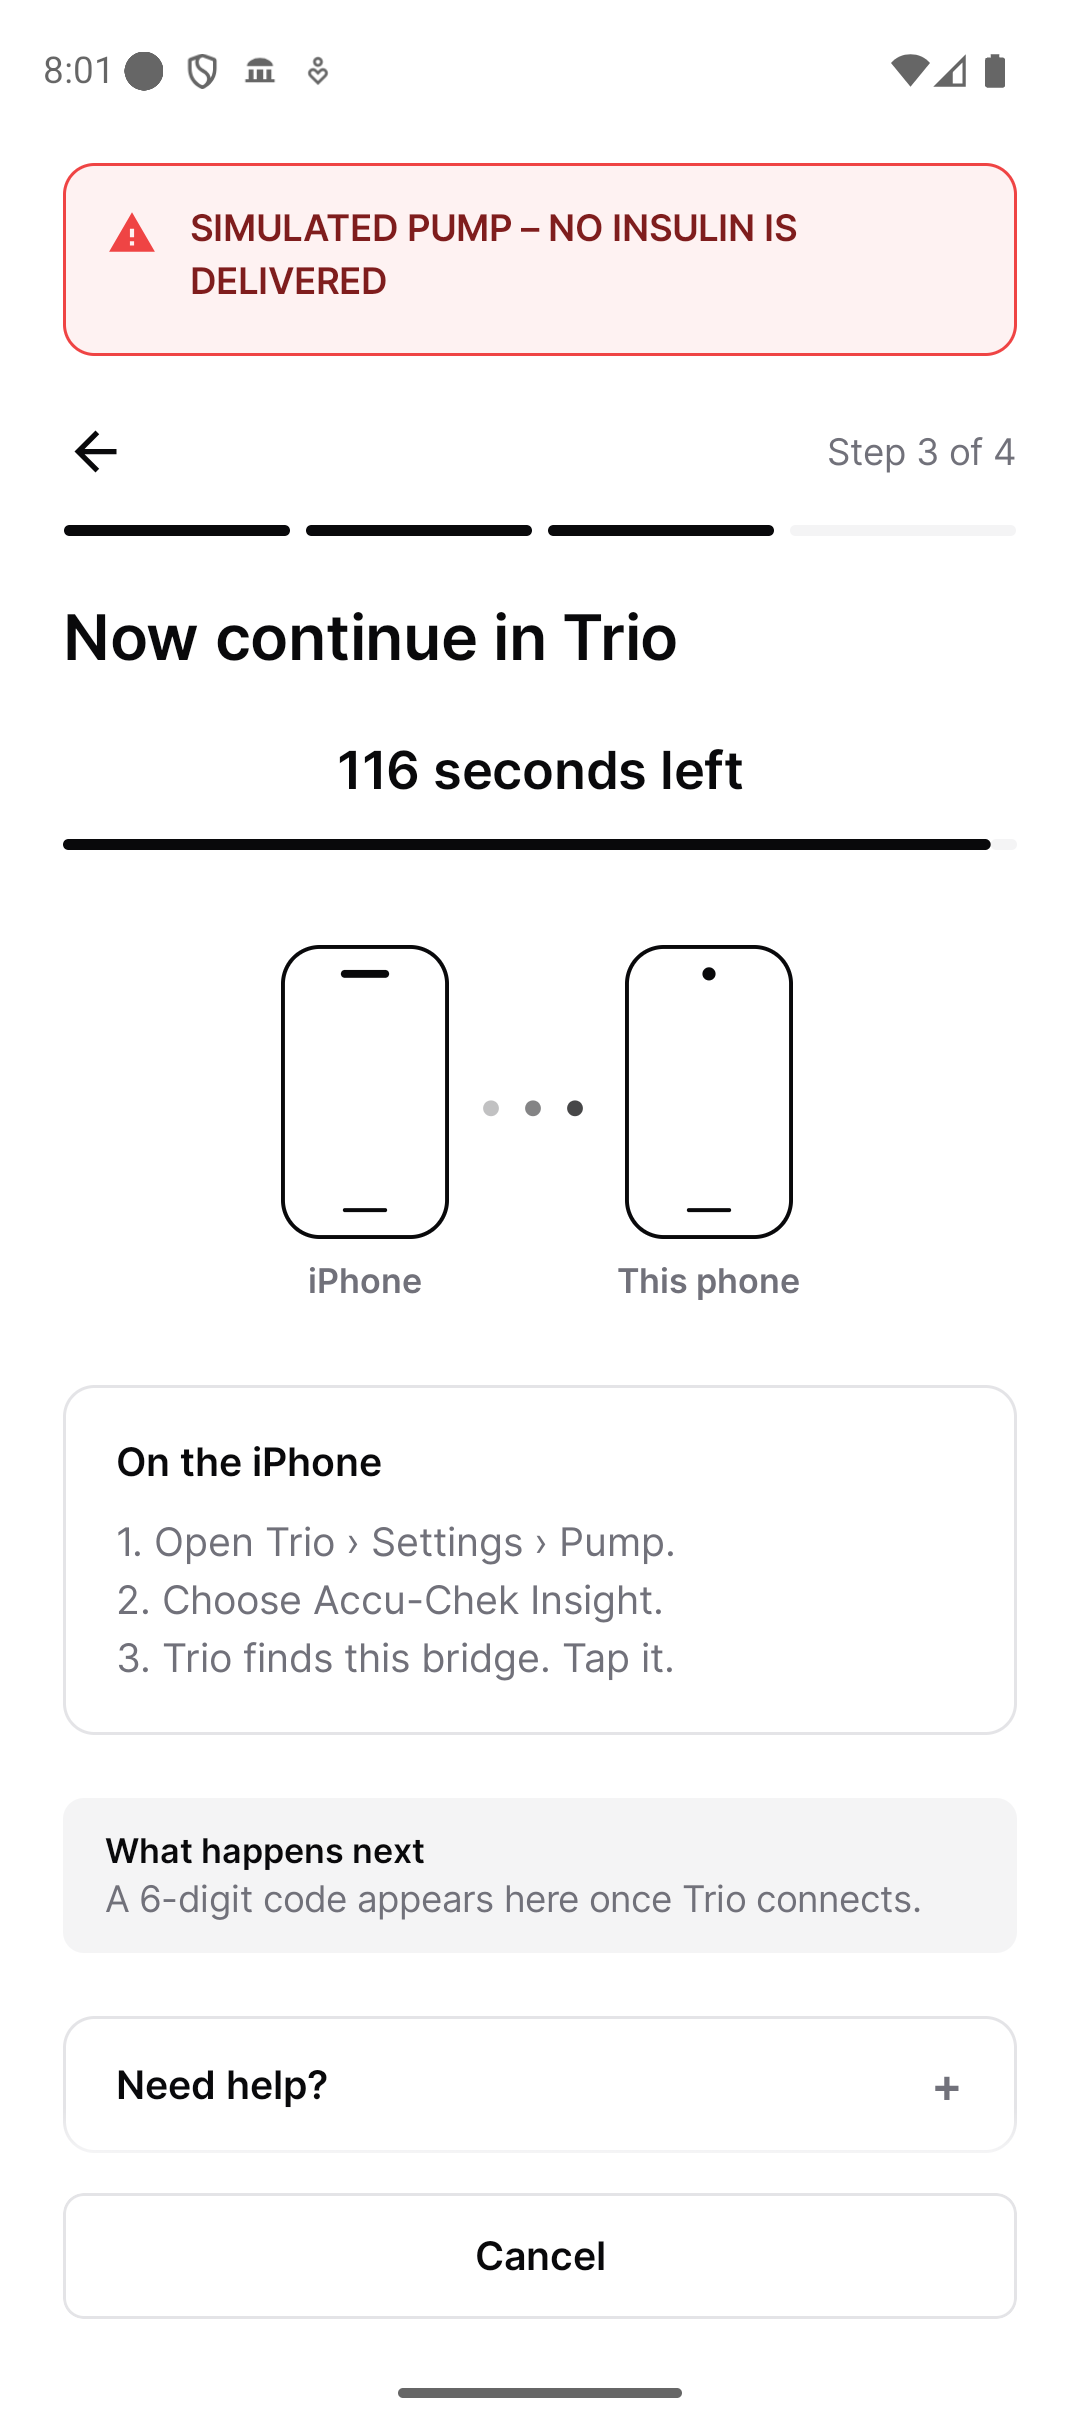 8:01
SIMULATED PUMP – NO INSULIN IS
DELIVERED
Step 3 of 4
Now continue in Trio
116 seconds left
iPhone
This phone
On the iPhone
1. Open Trio › Settings › Pump.
2. Choose Accu-Chek Insight.
3. Trio finds this bridge. Tap it.
What happens next
A 6-digit code appears here once Trio connects.
Need help?
+
Cancel